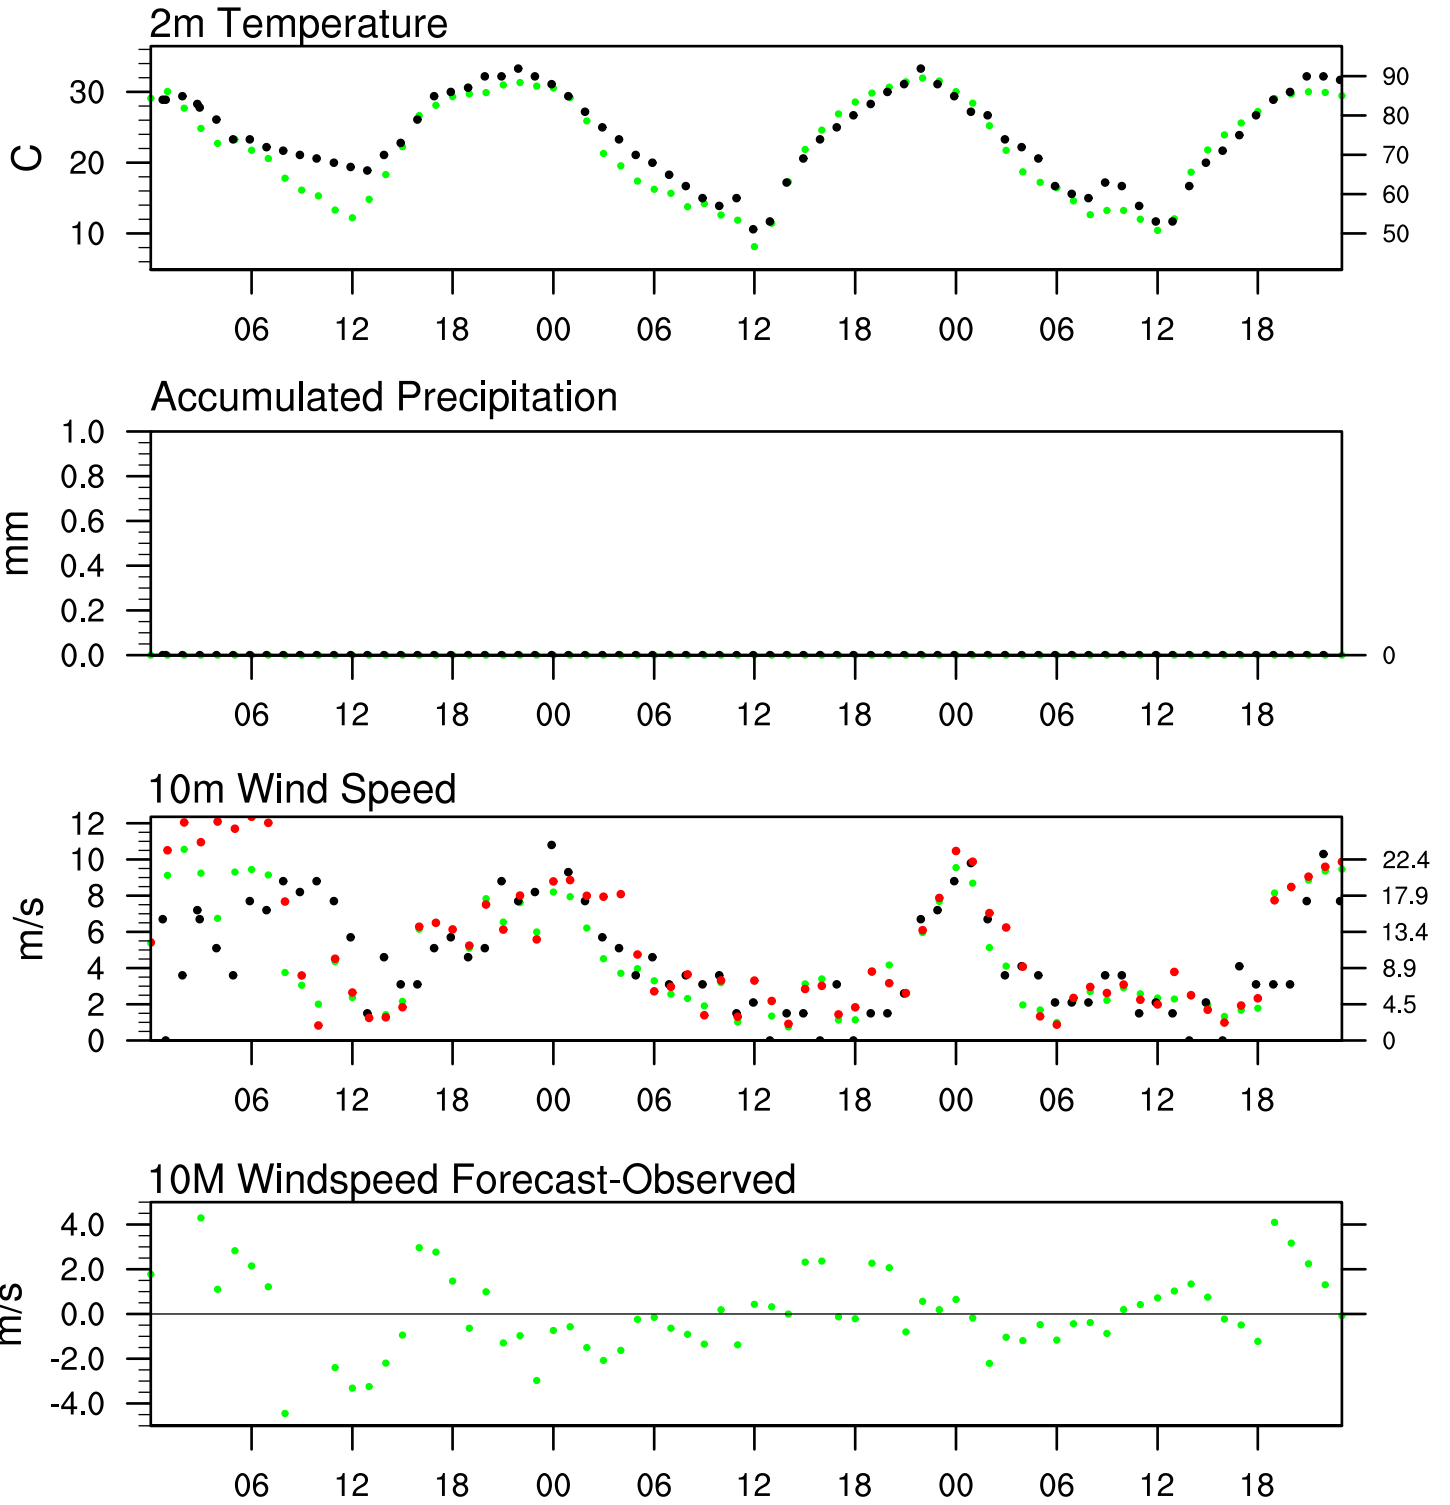 2m Temperature
C
30
20
10
90
80
70
60
50
06 12 18 00 06 12 18 00 06 12 18
Accumulated Precipitation
mm
1.0
0.8
0.6
0.4
0.2
0.0
0
06 12 18 00 06 12 18 00 06 12 18
10m Wind Speed
m/s
12
10
8
6
4
2
0
22.4
17.9
13.4
8.9
4.5
0
06 12 18 00 06 12 18 00 06 12 18
10M Windspeed Forecast-Observed
m/s
4.0
2.0
0.0
-2.0
-4.0
06 12 18 00 06 12 18 00 06 12 18